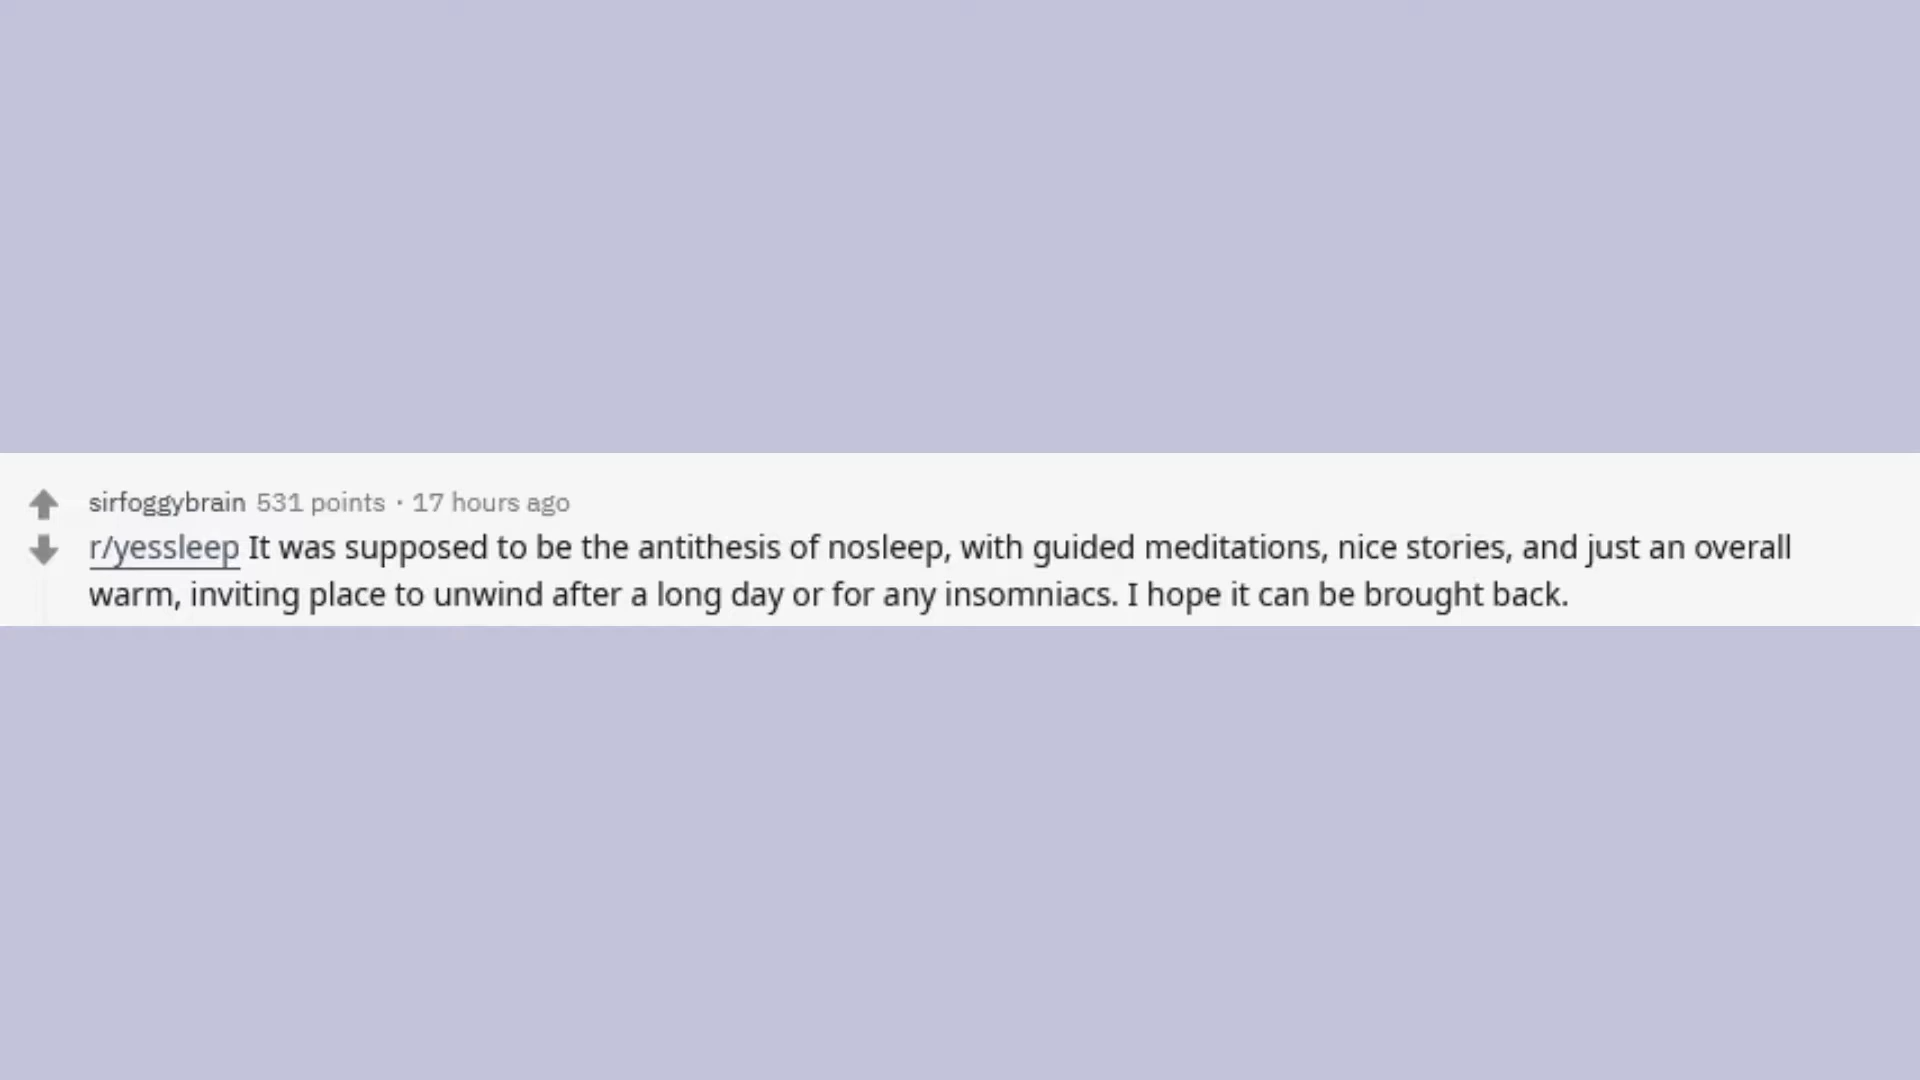 sirfoggybrain 531 points · 17 hours ago
r/yessleep It was supposed to be the antithesis of nosleep, with guided meditations, nice stories, and just an overall
warm, inviting place to unwind after a long day or for any insomniacs. I hope it can be brought back.